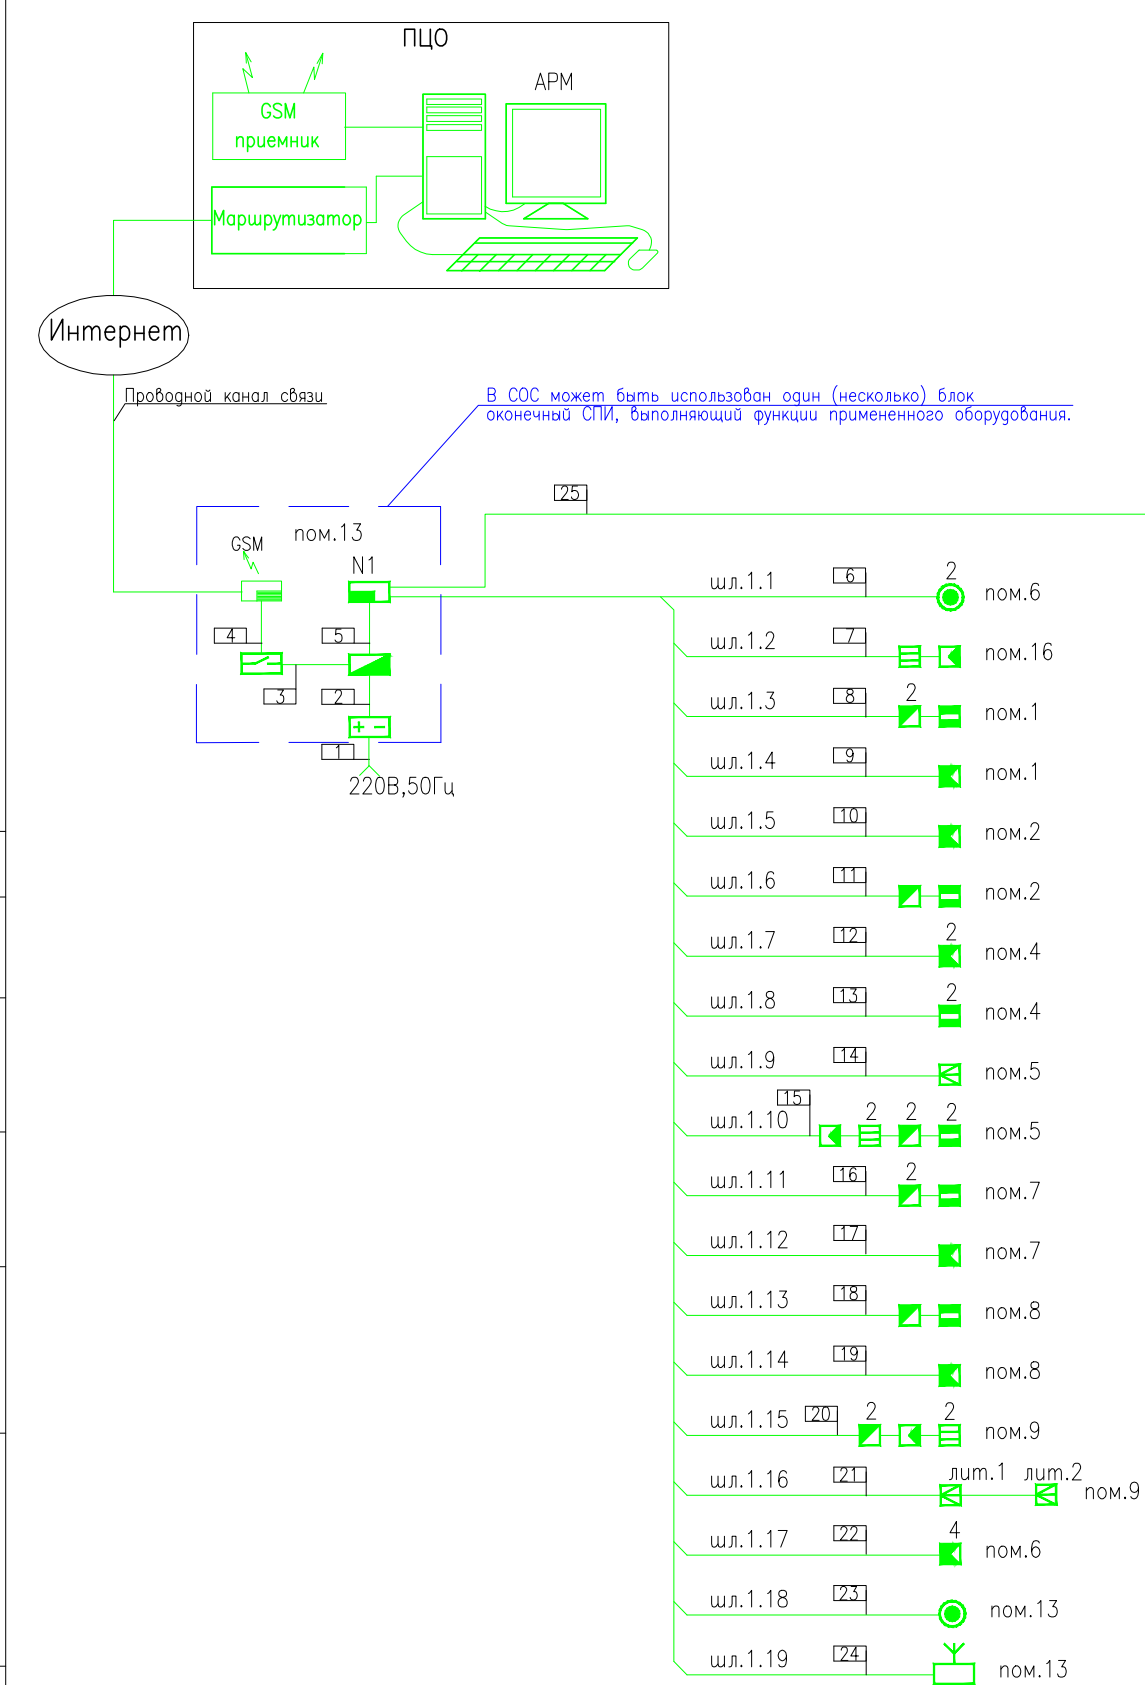 ПЦО
АРМ
GSM
приемник
Маршрутизатор
Интернет
Проводной канал связи
В СОС может быть использован один (несколько) блок
оконечный СПИ, выполняющий функции примененного оборудования.
25
пом.13
GSM
N1
4
5
3
2
+ -
1
220В,50Гц
шл.1.1 6 2 пом.6
шл.1.2 7 пом.16
шл.1.3 8 2 пом.1
шл.1.4 9 пом.1
шл.1.5 10 пом.2
шл.1.6 11 пом.2
шл.1.7 12 2 пом.4
шл.1.8 13 2 пом.4
шл.1.9 14 пом.5
шл.1.10 15 2 2 2 пом.5
шл.1.11 16 2 пом.7
шл.1.12 17 пом.7
шл.1.13 18 пом.8
шл.1.14 19 пом.8
шл.1.15 20 2 2 пом.9
шл.1.16 21 лит.1 лит.2 пом.9
шл.1.17 22 4 пом.6
шл.1.18 23 пом.13
шл.1.19 24 пом.13